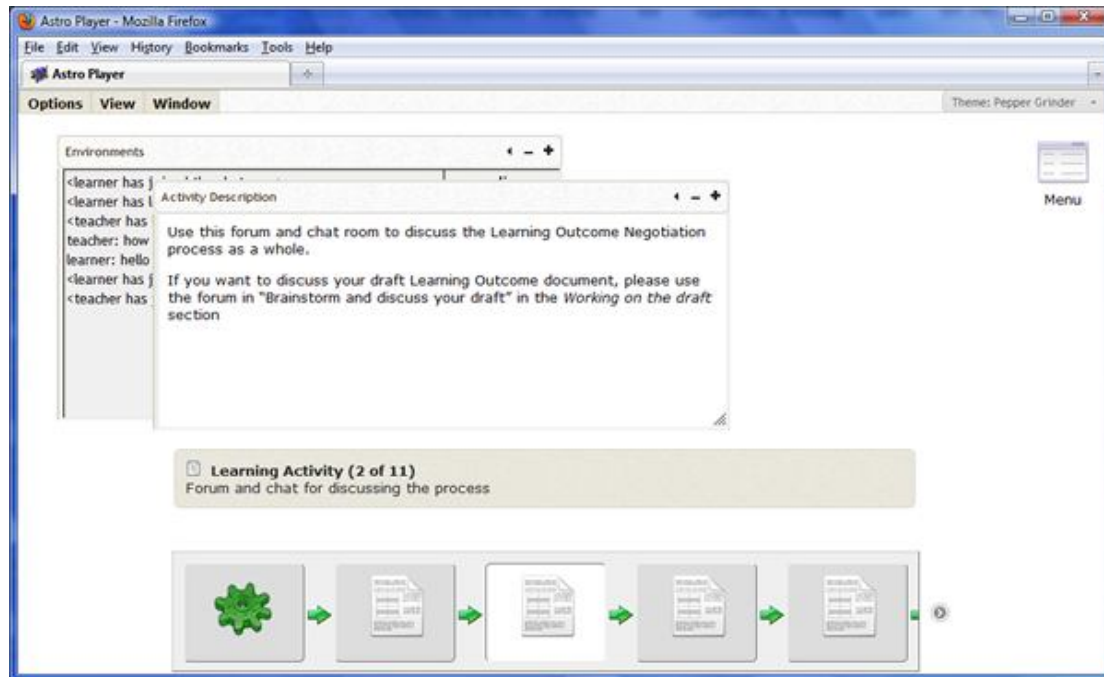 Astro Player - Mozilla Firefox
File Edit View History Bookmarks Tools Help
Astro Player
Options View Window
Theme: Pepper Grinder
Environments
<learner has j
<learner has l
<teacher has
teacher: how
learner: hello
<learner has j
<teacher has j
Activity Description
Use this forum and chat room to discuss the Learning Outcome Negotiation
process as a whole.
If you want to discuss your draft Learning Outcome document, please use
the forum in "Brainstorm and discuss your draft" in the Working on the draft
section
Menu
Learning Activity (2 of 11)
Forum and chat for discussing the process